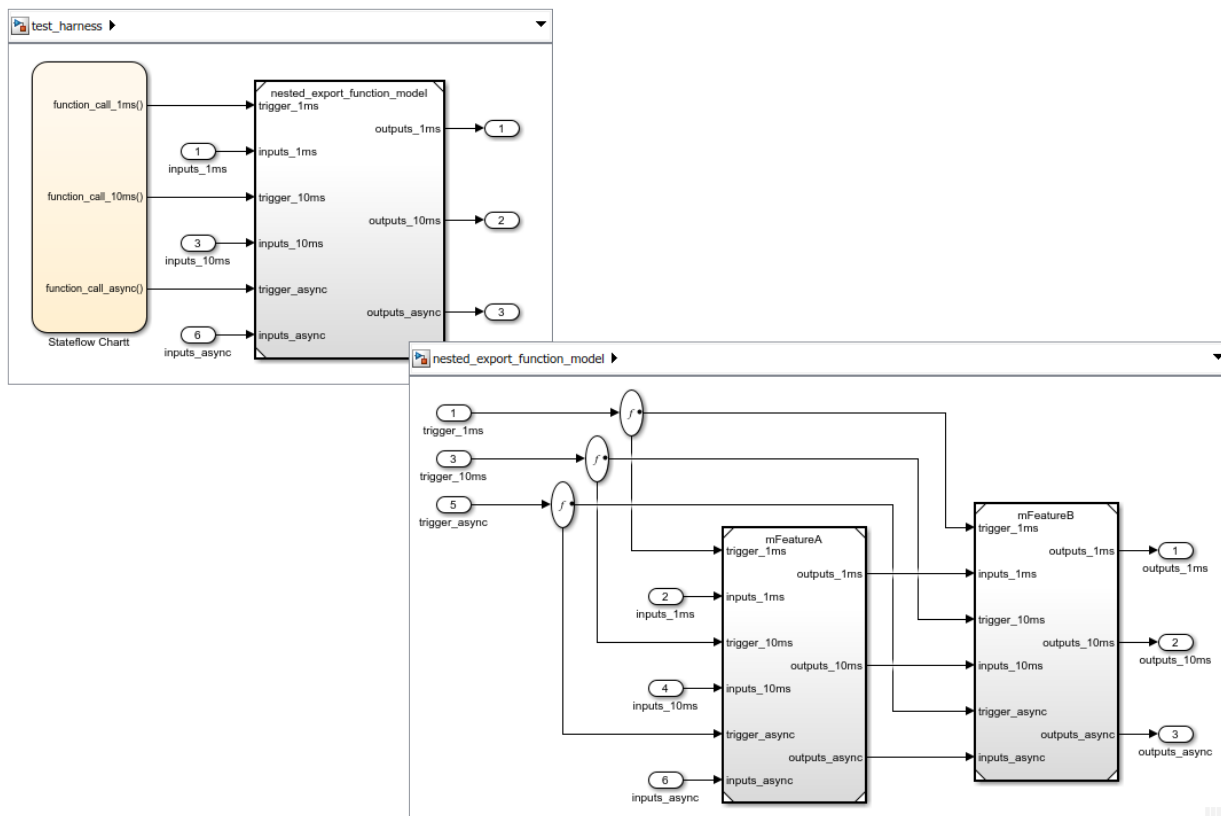 test_harness
function_call_1ms()
function_call_10ms()
function_call_async()
Stateflow Chartt
1
inputs_1ms
3
inputs_10ms
6
inputs_async
nested_export_function_model
trigger_1ms
outputs_1ms
inputs_1ms
trigger_10ms
outputs_10ms
inputs_10ms
trigger_async
outputs_async
inputs_async
1
2
3
nested_export_function_model
1
trigger_1ms
3
trigger_10ms
5
trigger_async
f
f
f
2
inputs_1ms
4
inputs_10ms
6
inputs_async
mFeatureA
trigger_1ms
outputs_1ms
inputs_1ms
trigger_10ms
outputs_10ms
inputs_10ms
trigger_async
outputs_async
inputs_async
mFeatureB
trigger_1ms
outputs_1ms
inputs_1ms
trigger_10ms
outputs_10ms
inputs_10ms
trigger_async
outputs_async
inputs_async
1
outputs_1ms
2
outputs_10ms
3
outputs_async